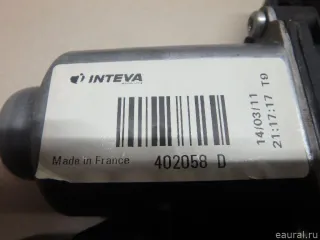 INTEVA
14/03/11
21:17:17 T9
Made in France
402058 D
eaural.ru